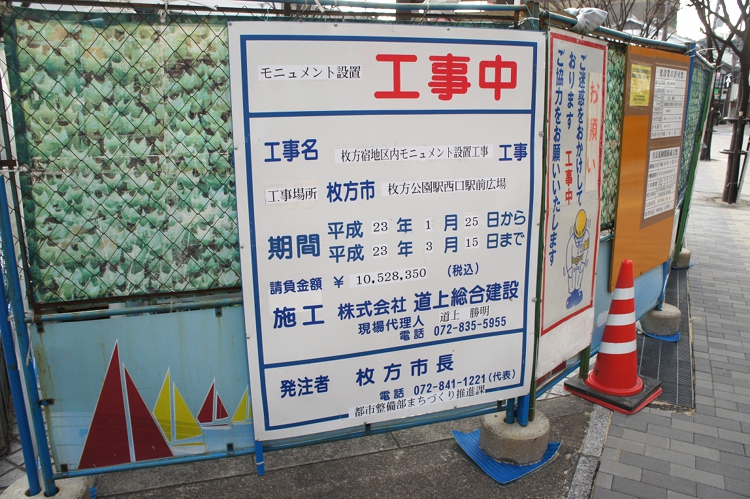 モニュメント設置 工事中
工事名 枚方宿地区内モニュメント設置工事 工事
工事場所 枚方市 枚方公園駅西口駅前広場
期間 平成 23 年 1 月 25 日から
平成 23 年 3 月 15 日まで
請負金額 ¥ 10,528,350 (税込)
施工 株式会社 道上総合建設
現場代理人 道上 勝明
電話 072-835-5955
発注者 枚方市長
電話 072-841-1221 (代表)
都市整備部まちづくり推進課
お願い
ご迷惑をおかけして
おります 工事中
ご協力をお願いいたします